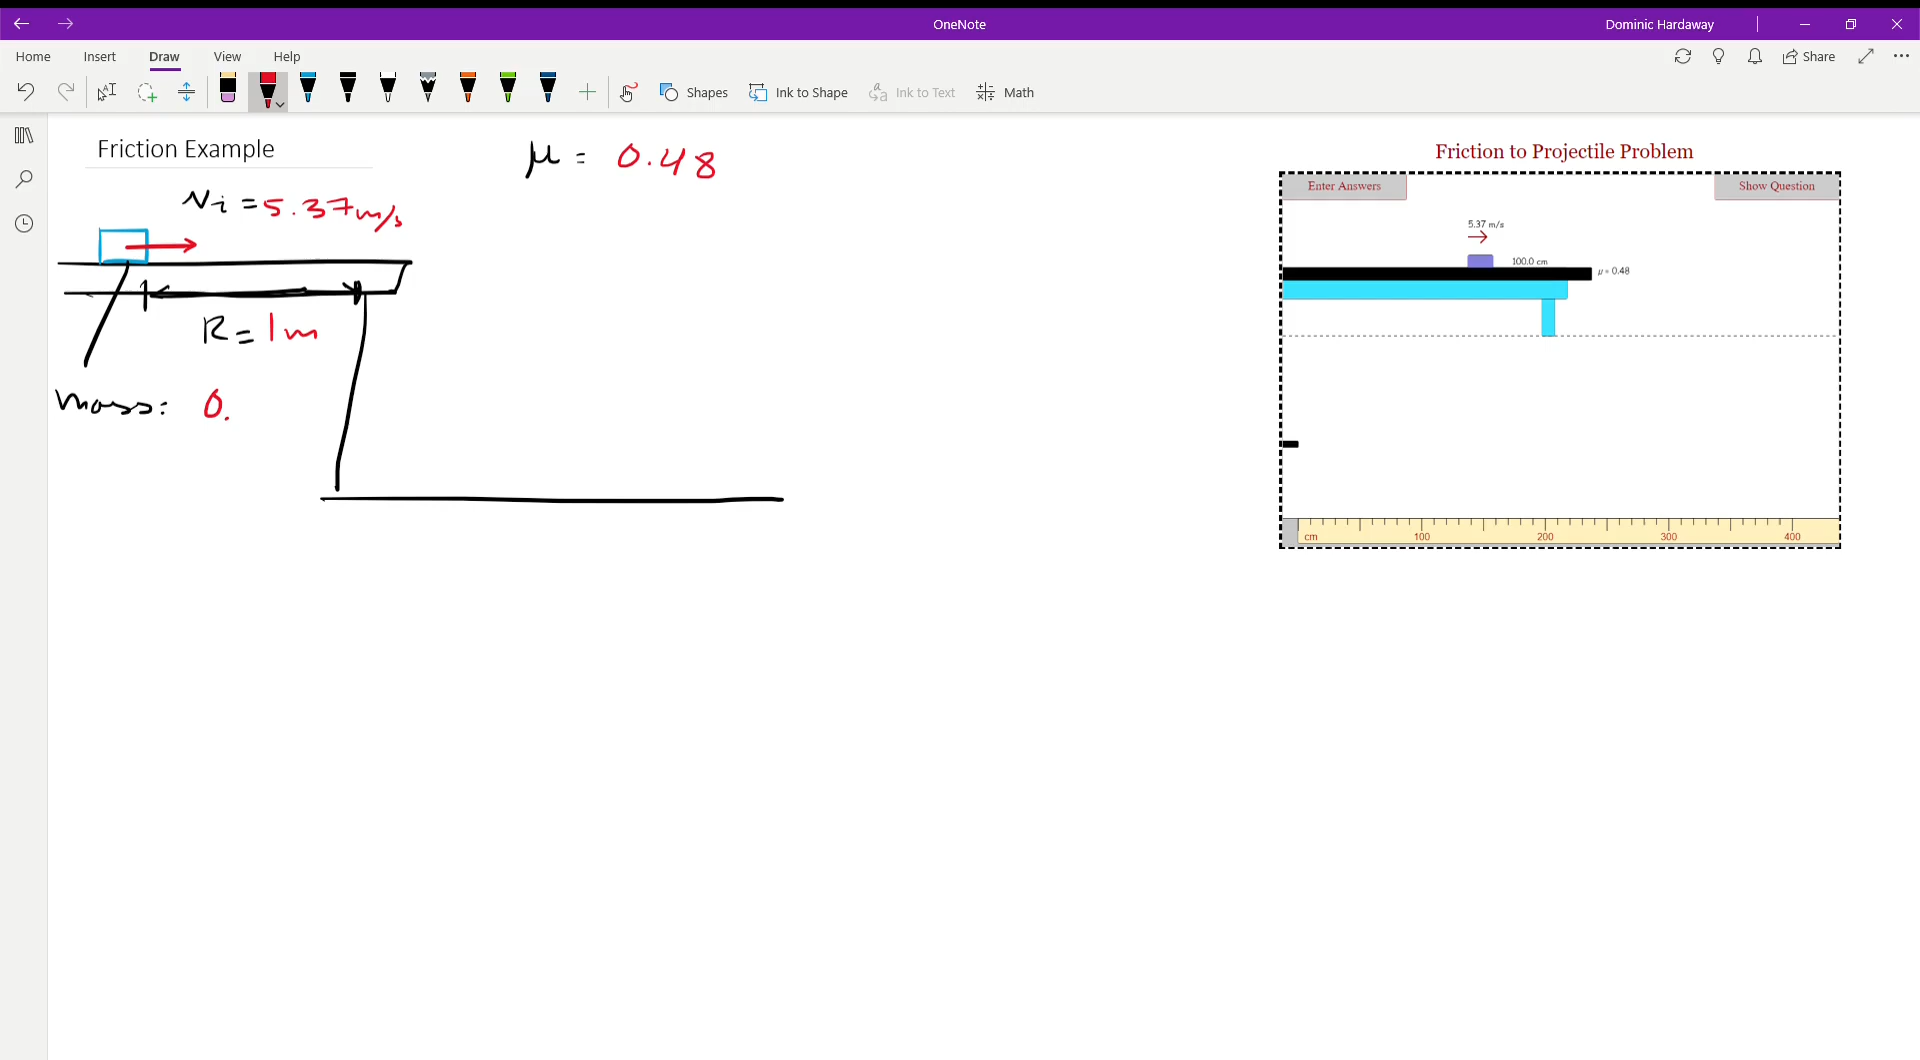 OneNote
Dominic Hardaway
Home Insert Draw View Help
Share
Shapes Ink to Shape Ink to Text Math
Friction Example
μ = 0.48
Vi = 5.37m/s
R = 1m
mass: 0.
Friction to Projectile Problem
Enter Answers Show Question
5.37 m/s
100.0 cm
μ = 0.48
cm 100 200 300 400